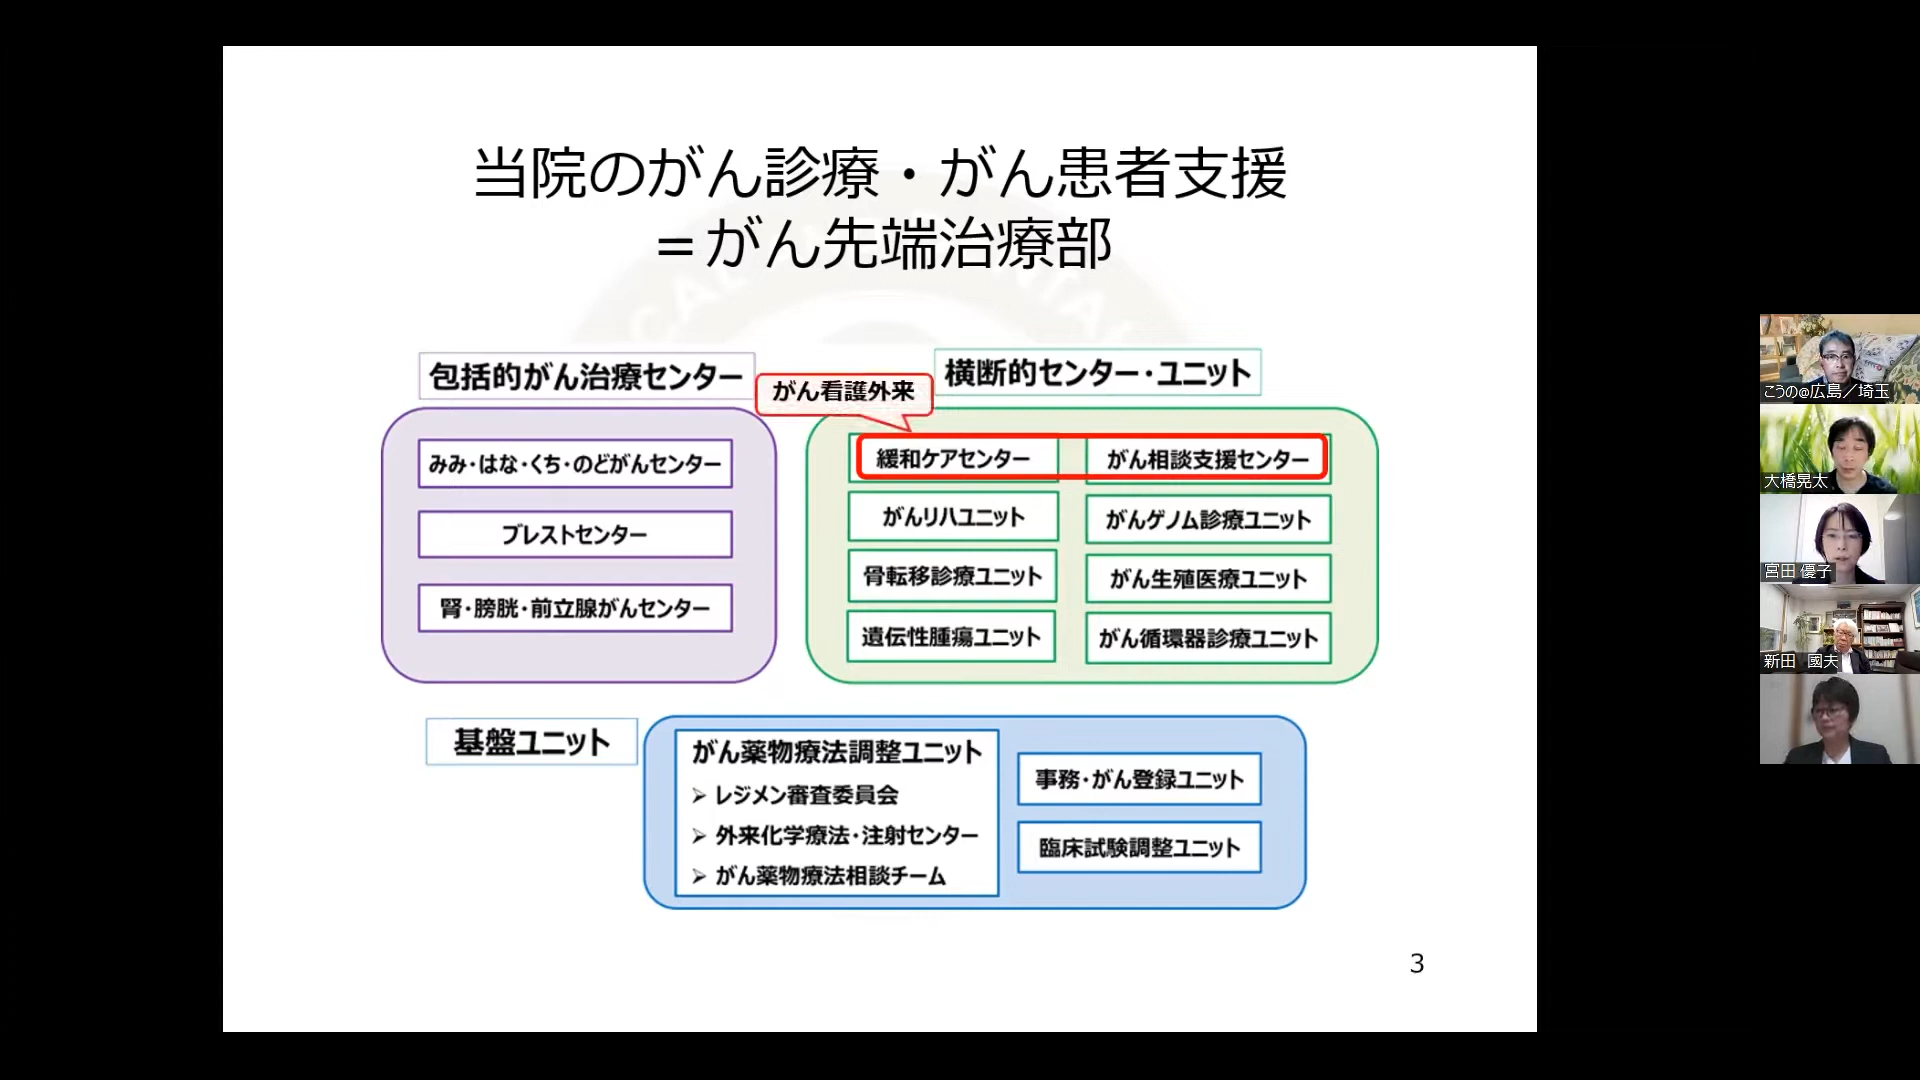 当院のがん診療・がん患者支援
＝がん先端治療部
包括的がん治療センター
みみ・はな・くち・のどがんセンター
ブレストセンター
腎・膀胱・前立腺がんセンター
がん看護外来
横断的センター・ユニット
緩和ケアセンター
がん相談支援センター
がんリハユニット
がんゲノム診療ユニット
骨転移診療ユニット
がん生殖医療ユニット
遺伝性腫瘍ユニット
がん循環器診療ユニット
基盤ユニット
がん薬物療法調整ユニット
➢ レジメン審査委員会
➢ 外来化学療法・注射センター
➢ がん薬物療法相談チーム
事務・がん登録ユニット
臨床試験調整ユニット
3
こうの@広島／埼玉
大橋晃太
宮田 優子
新田 國夫